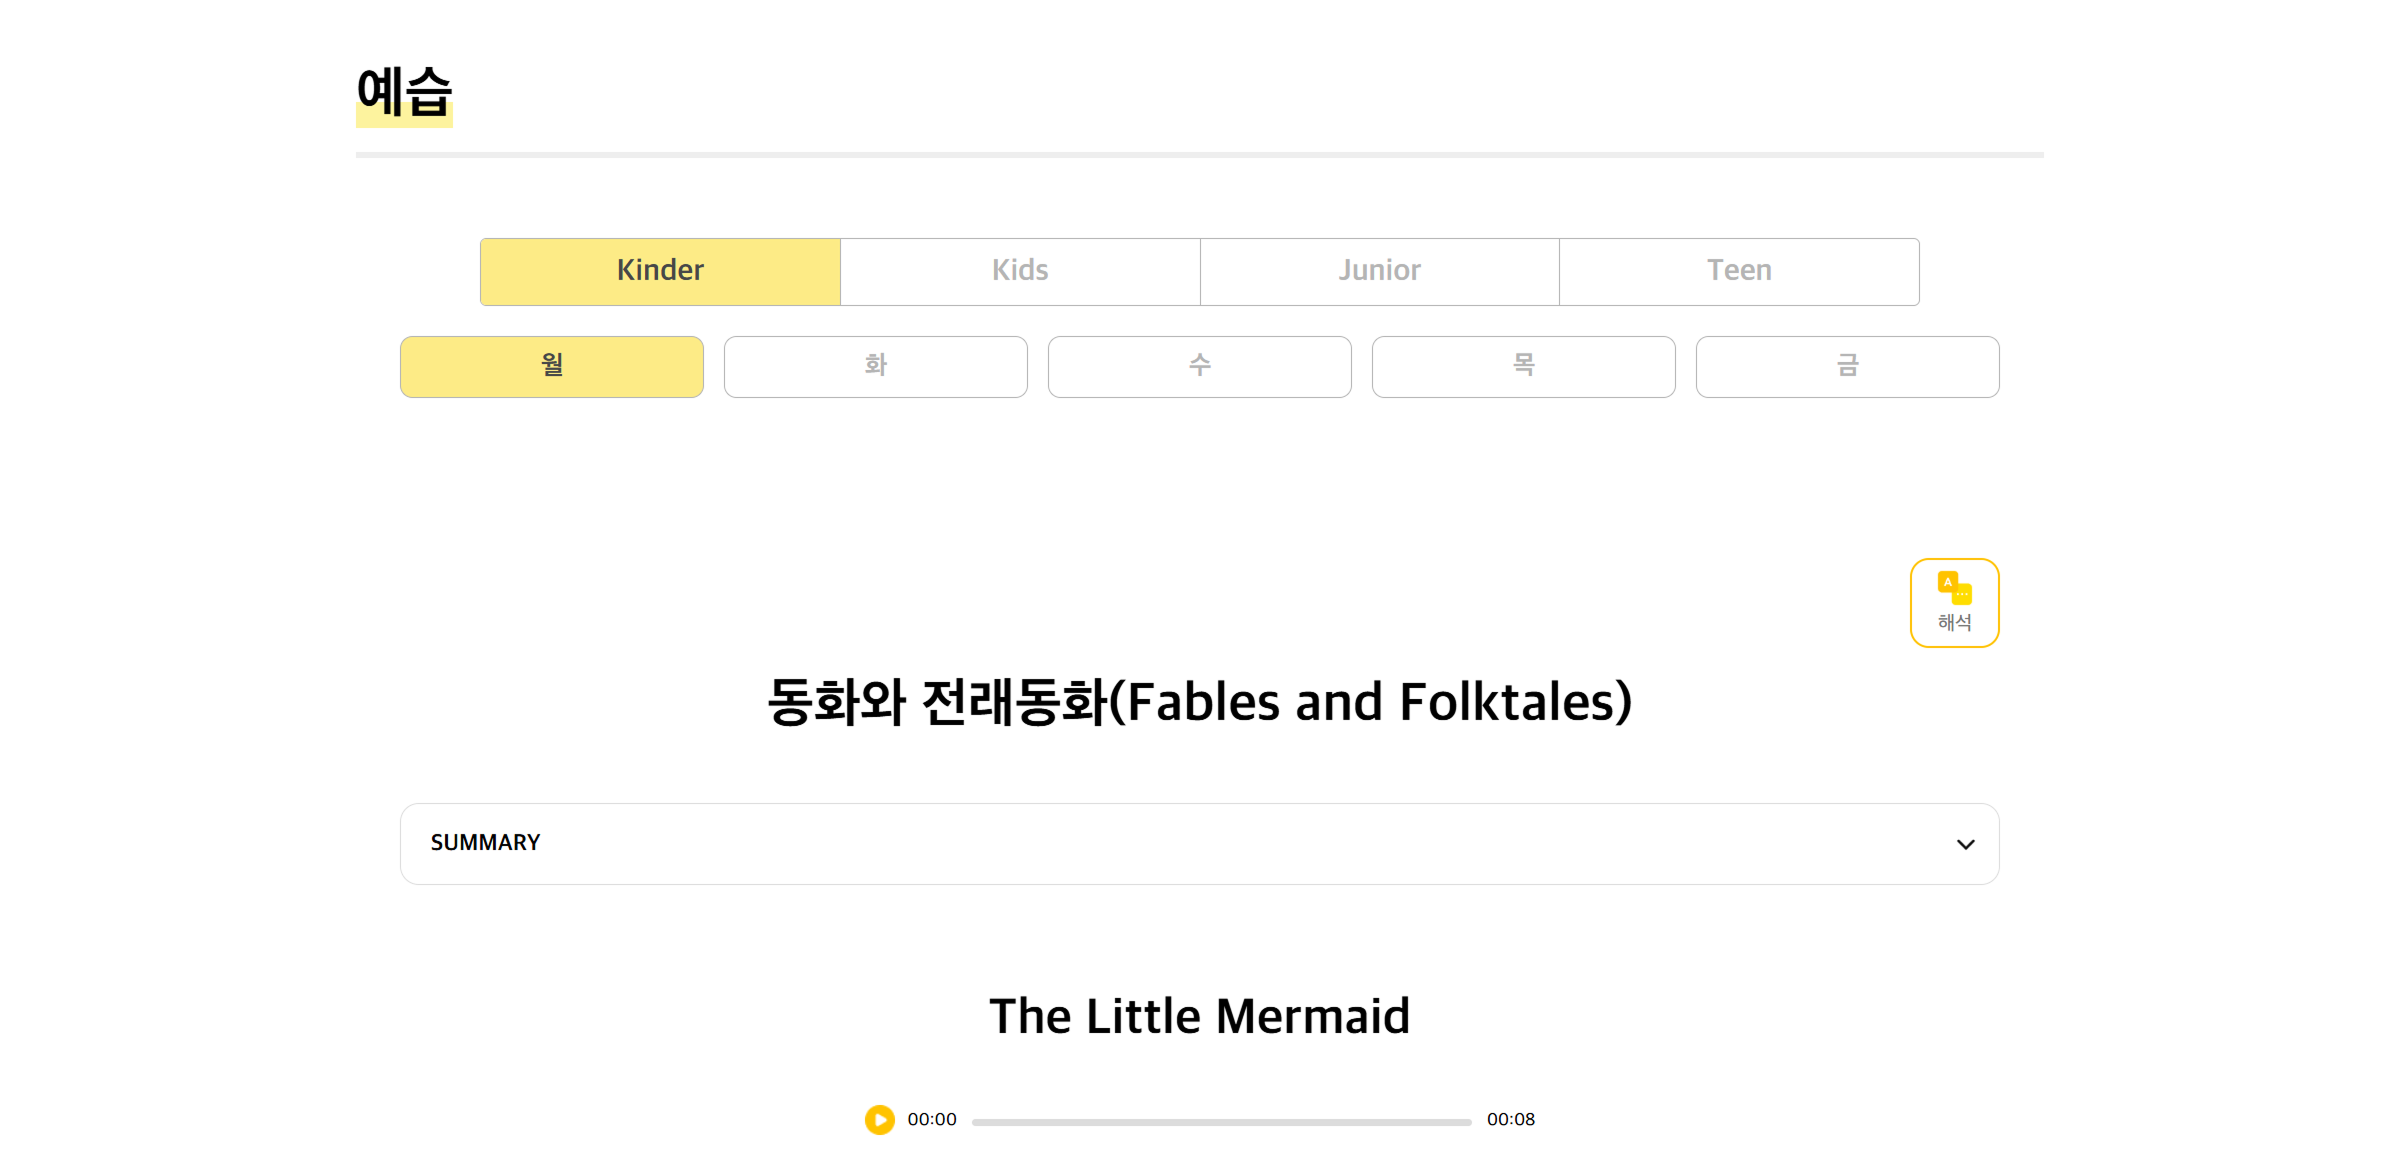 예습
Kinder Kids Junior Teen
월 화 수 목 금
A
해석
동화와 전래동화(Fables and Folktales)
SUMMARY
The Little Mermaid
00:00 00:08